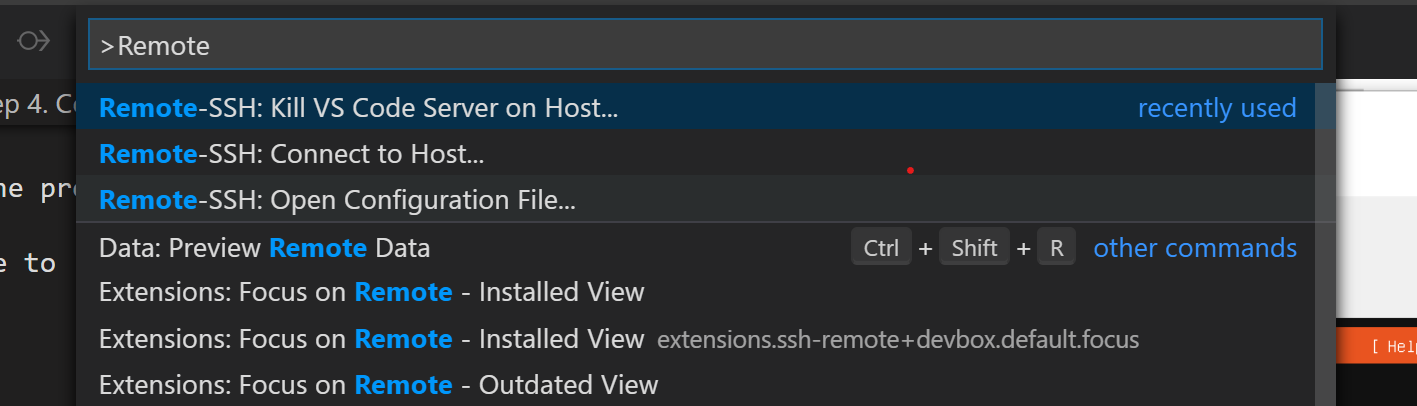 >Remote
Remote-SSH: Kill VS Code Server on Host... recently used
ep 4. C
Remote-SSH: Connect to Host...
Remote-SSH: Open Configuration File...
ne pr
Data: Preview Remote Data Ctrl + Shift + R other commands
e to
Extensions: Focus on Remote - Installed View
Extensions: Focus on Remote - Installed View extensions.ssh-remote+devbox.default.focus
[ Help
Extensions: Focus on Remote - Outdated View